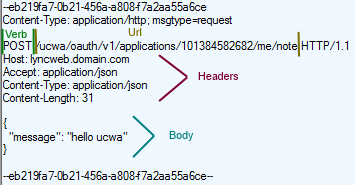 --eb219fa7-0b21-456a-a808-f7a2aa55a6ce
Content-Type: application/http; msgtype=request
Verb Url
POST /ucwa/oauth/v1/applications/101384582682/me/note HTTP/1.1
Host: lyncweb.domain.com
Accept: application/json
Headers
Content-Type: application/json
Content-Length: 31
{
"message": "hello ucwa"
Body
}
--eb219fa7-0b21-456a-a808-f7a2aa55a6ce--